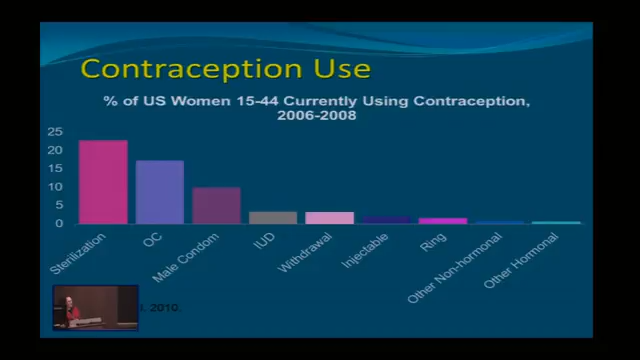 Contraception Use
% of US Women 15-44 Currently Using Contraception,
2006-2008
25
20
15
10
5
0
Sterilization
OC
Male Condom
IUD
Withdrawal
Injectable
Ring
Other Non-hormonal
Other Hormonal
2010.